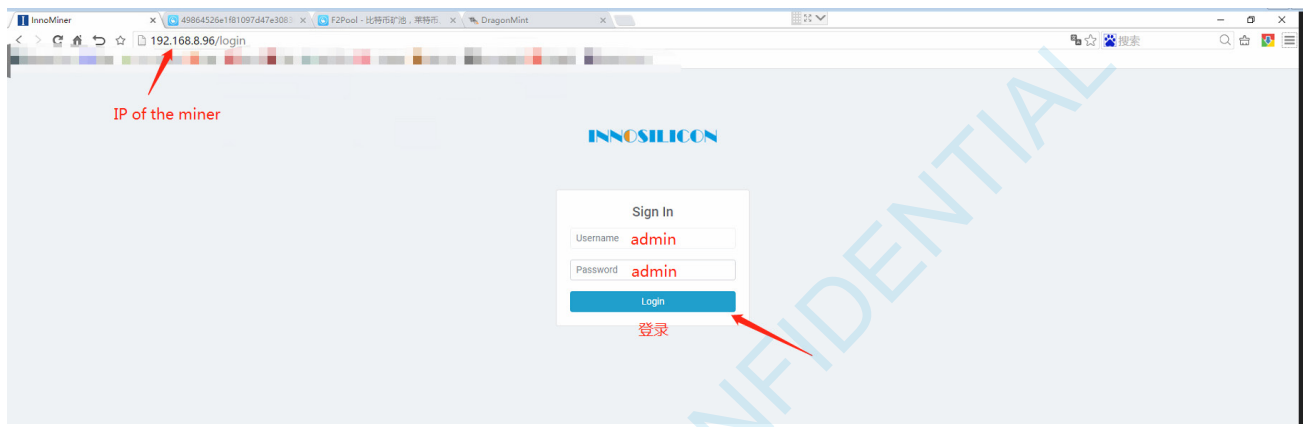 InnoMiner
49864526e1f81097d47e3083
F2Pool - 比特币矿池，莱特币
DragonMint
192.168.8.96/login
搜索
IP of the miner
INNOSILICON
Sign In
Username admin
Password admin
Login
登录
NFIDENTIAL